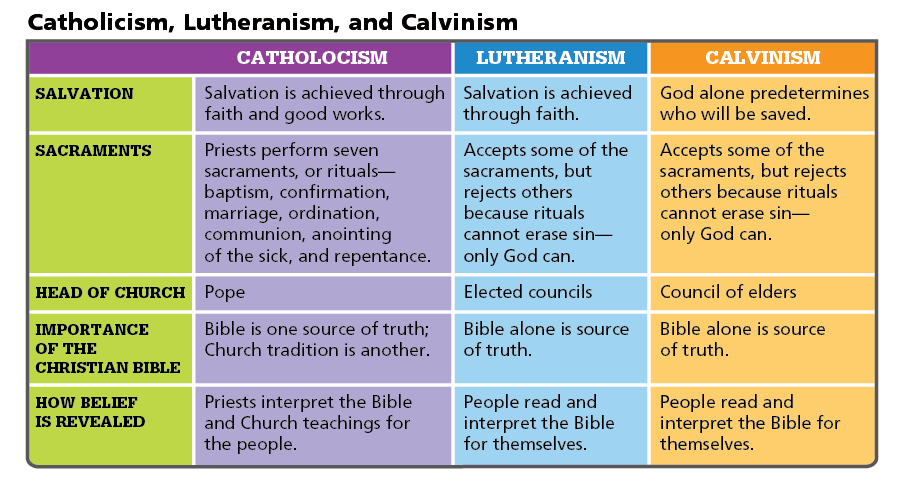 Catholicism, Lutheranism, and Calvinism
CATHOLOCISM
LUTHERANISM
CALVINISM
SALVATION
Salvation is achieved through
faith and good works.
Salvation is achieved
through faith.
God alone predetermines
who will be saved.
SACRAMENTS
Priests perform seven
sacraments, or rituals—
baptism, confirmation,
marriage, ordination,
communion, anointing
of the sick, and repentance.
Accepts some of the
sacraments, but
rejects others
because rituals
cannot erase sin—
only God can.
Accepts some of the
sacraments, but rejects
others because rituals
cannot erase sin—
only God can.
HEAD OF CHURCH
Pope
Elected councils
Council of elders
IMPORTANCE
OF THE
CHRISTIAN BIBLE
Bible is one source of truth;
Church tradition is another.
Bible alone is source
of truth.
Bible alone is source
of truth.
HOW BELIEF
IS REVEALED
Priests interpret the Bible
and Church teachings for
the people.
People read and
interpret the Bible
for themselves.
People read and
interpret the Bible for
themselves.